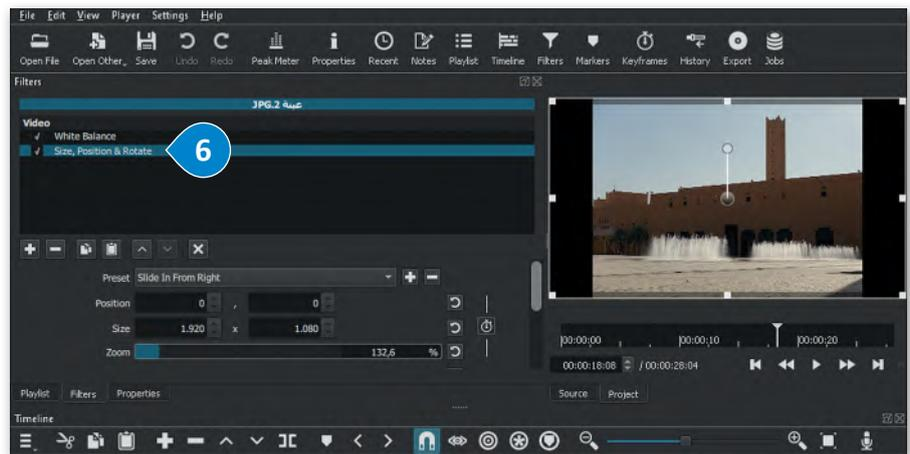 File Edit View Player Settings Help
Open File Open Other... Save Undo Redo Peak Meter Properties Recent Notes Playlist Timeline Filters Markers Keyframes History Export Jobs
Filters
عينة 2.JPG
Video
White Balance
Size, Position & Rotate
6
Preset Slide In From Right
Position 0 , 0
Size 1.920 x 1.080
Zoom 132,6 %
00:00:00 00:00:10 00:00:20
00:00:18:08 / 00:00:28:04
Playlist Filters Properties
Source Project
Timeline